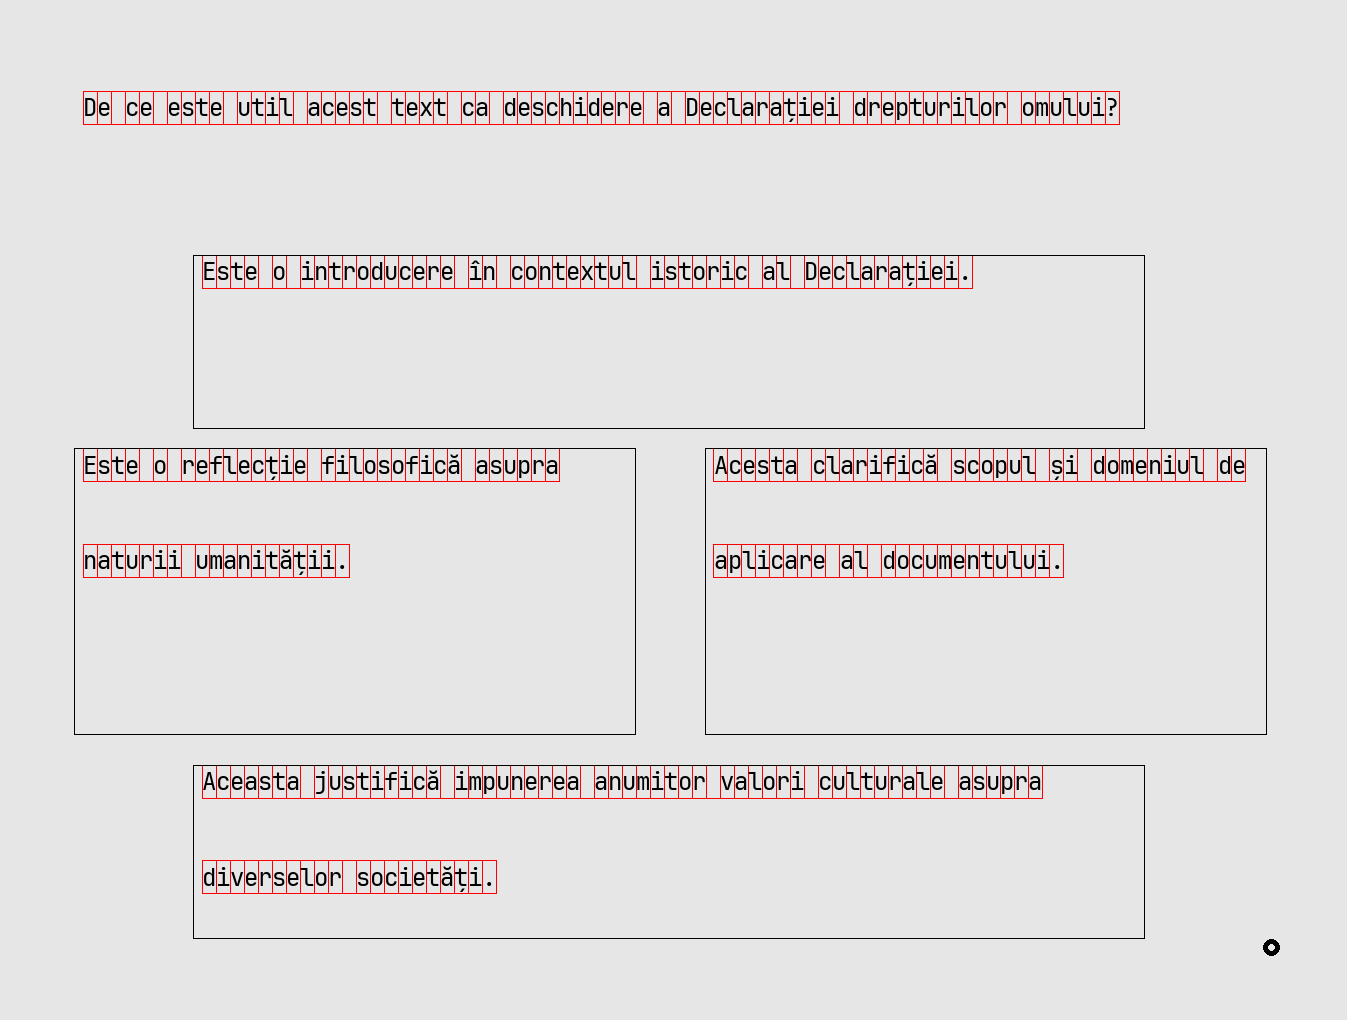 De ce este util acest text ca deschidere a Declarației drepturilor omului?
Este o introducere în contextul istoric al Declarației.
Este o reflecție filosofică asupra
naturii umanității.
Acesta clarifică scopul și domeniul de
aplicare al documentului.
Aceasta justifică impunerea anumitor valori culturale asupra
diverselor societăți.